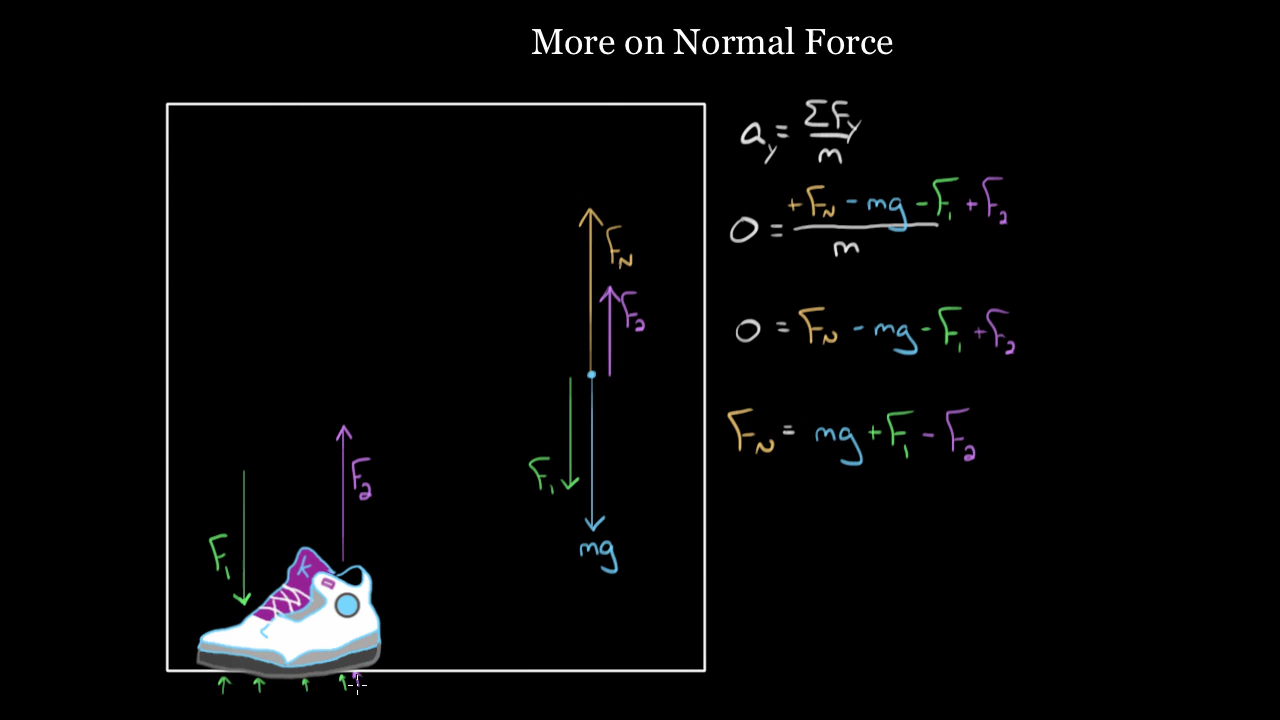 More on Normal Force
a_y = ΣF_y / m
0 = +F_N - mg - F_1 + F_2 / m
0 = F_N - mg - F_1 + F_2
F_N = mg + F_1 - F_2
F_N
F_2
F_1
mg
F_2
F_1
K